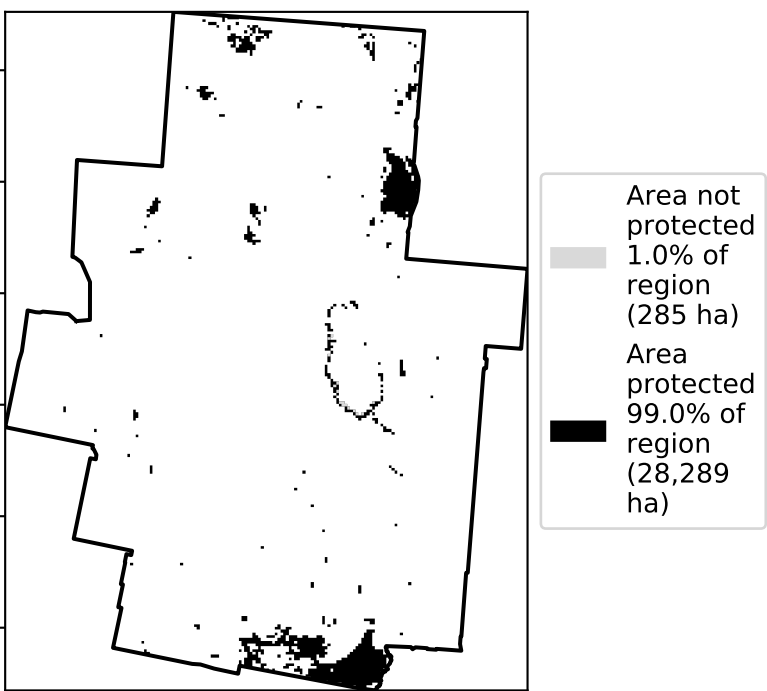 Area not
protected
1.0% of
region
(285 ha)
Area
protected
99.0% of
region
(28,289
ha)